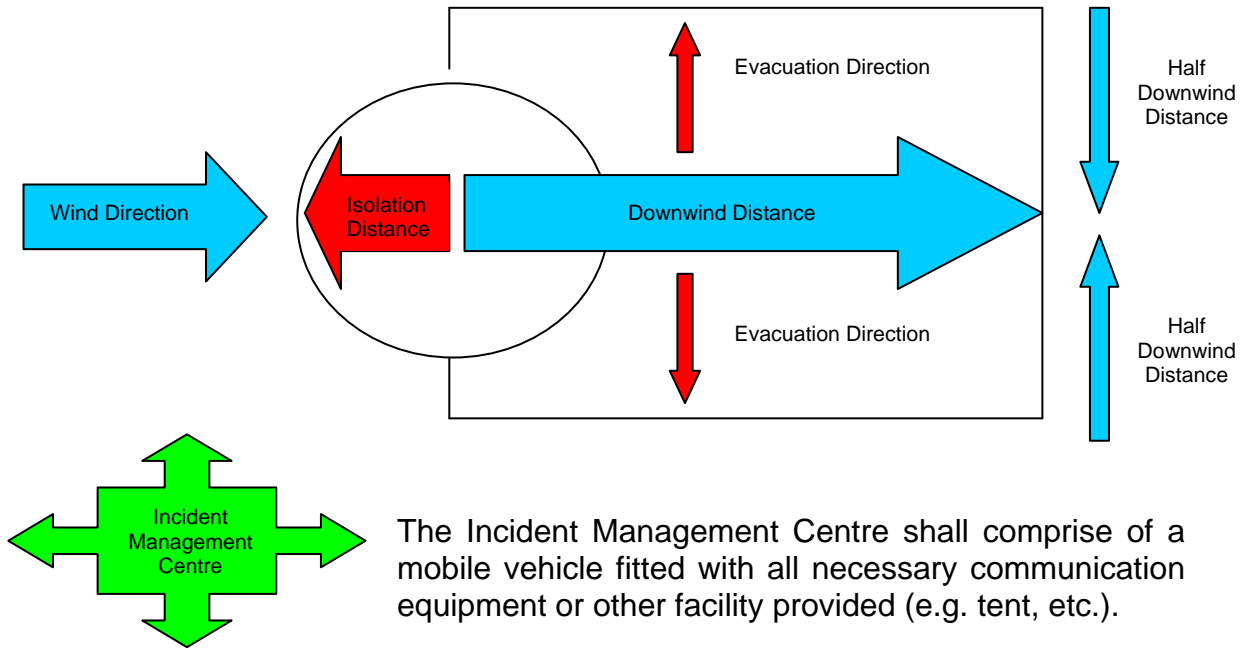 Evacuation Direction
Half
Downwind
Distance
Wind Direction
Isolation
Distance
Downwind Distance
Evacuation Direction
Half
Downwind
Distance
Incident
Management
Centre
The Incident Management Centre shall comprise of a
mobile vehicle fitted with all necessary communication
equipment or other facility provided (e.g. tent, etc.).